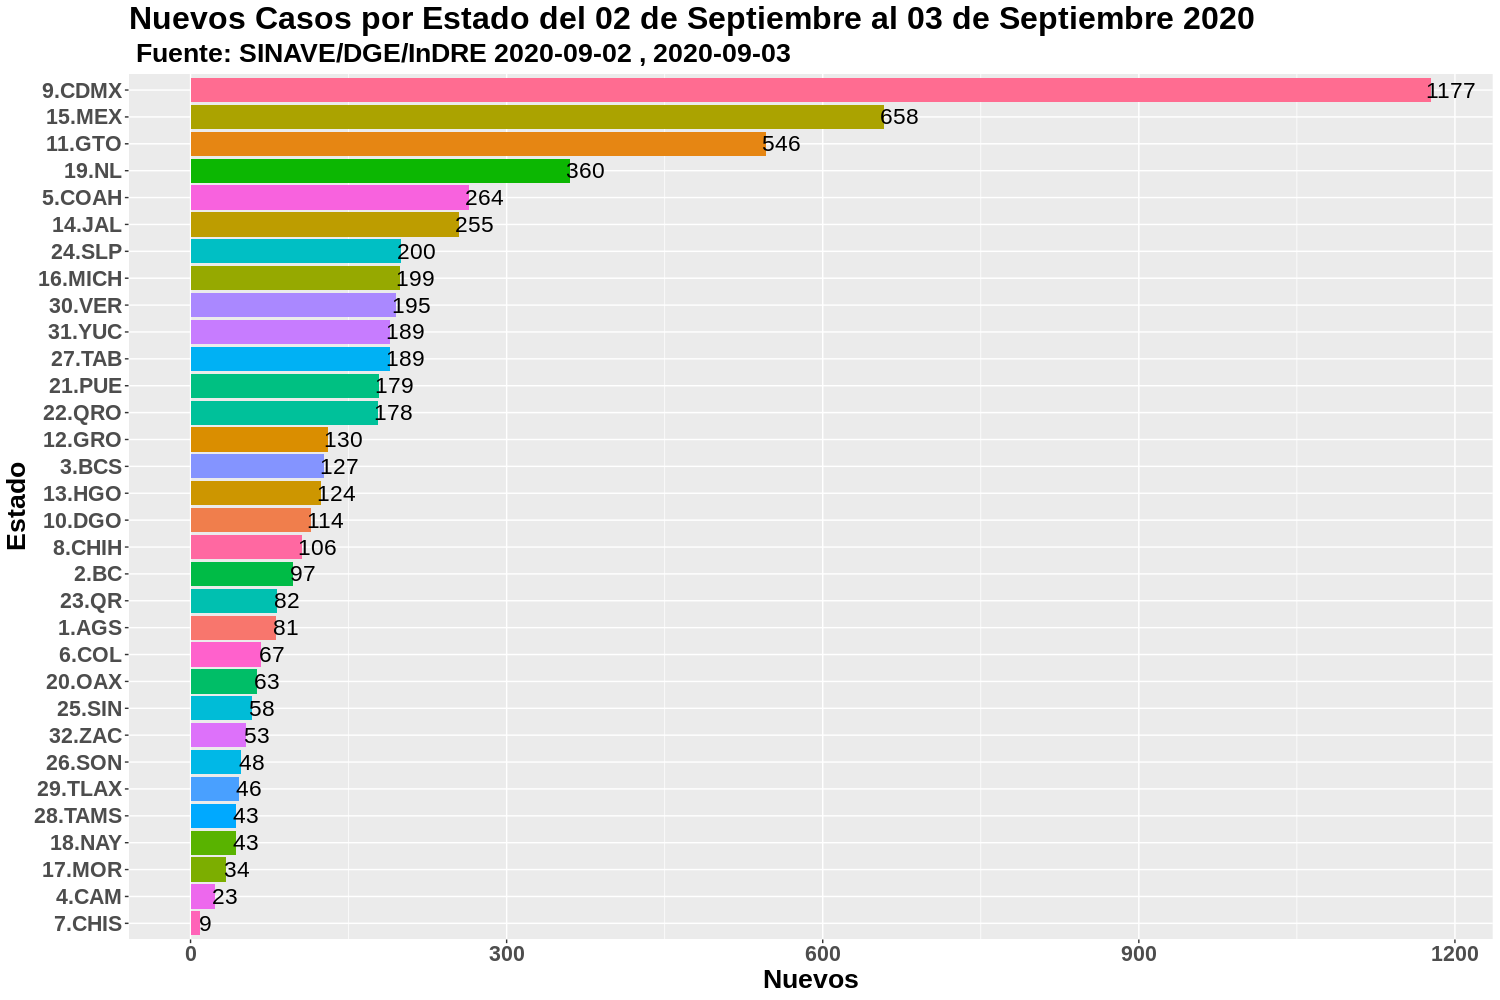 Nuevos Casos por Estado del 02 de Septiembre al 03 de Septiembre 2020
Fuente: SINAVE/DGE/InDRE 2020-09-02 , 2020-09-03
Estado
9.CDMX 1177
15.MEX 658
11.GTO 546
19.NL 360
5.COAH 264
14.JAL 255
24.SLP 200
16.MICH 199
30.VER 195
31.YUC 189
27.TAB 189
21.PUE 179
22.QRO 178
12.GRO 130
3.BCS 127
13.HGO 124
10.DGO 114
8.CHIH 106
2.BC 97
23.QR 82
1.AGS 81
6.COL 67
20.OAX 63
25.SIN 58
32.ZAC 53
26.SON 48
29.TLAX 46
28.TAMS 43
18.NAY 43
17.MOR 34
4.CAM 23
7.CHIS 9
0 300 600 900 1200
Nuevos